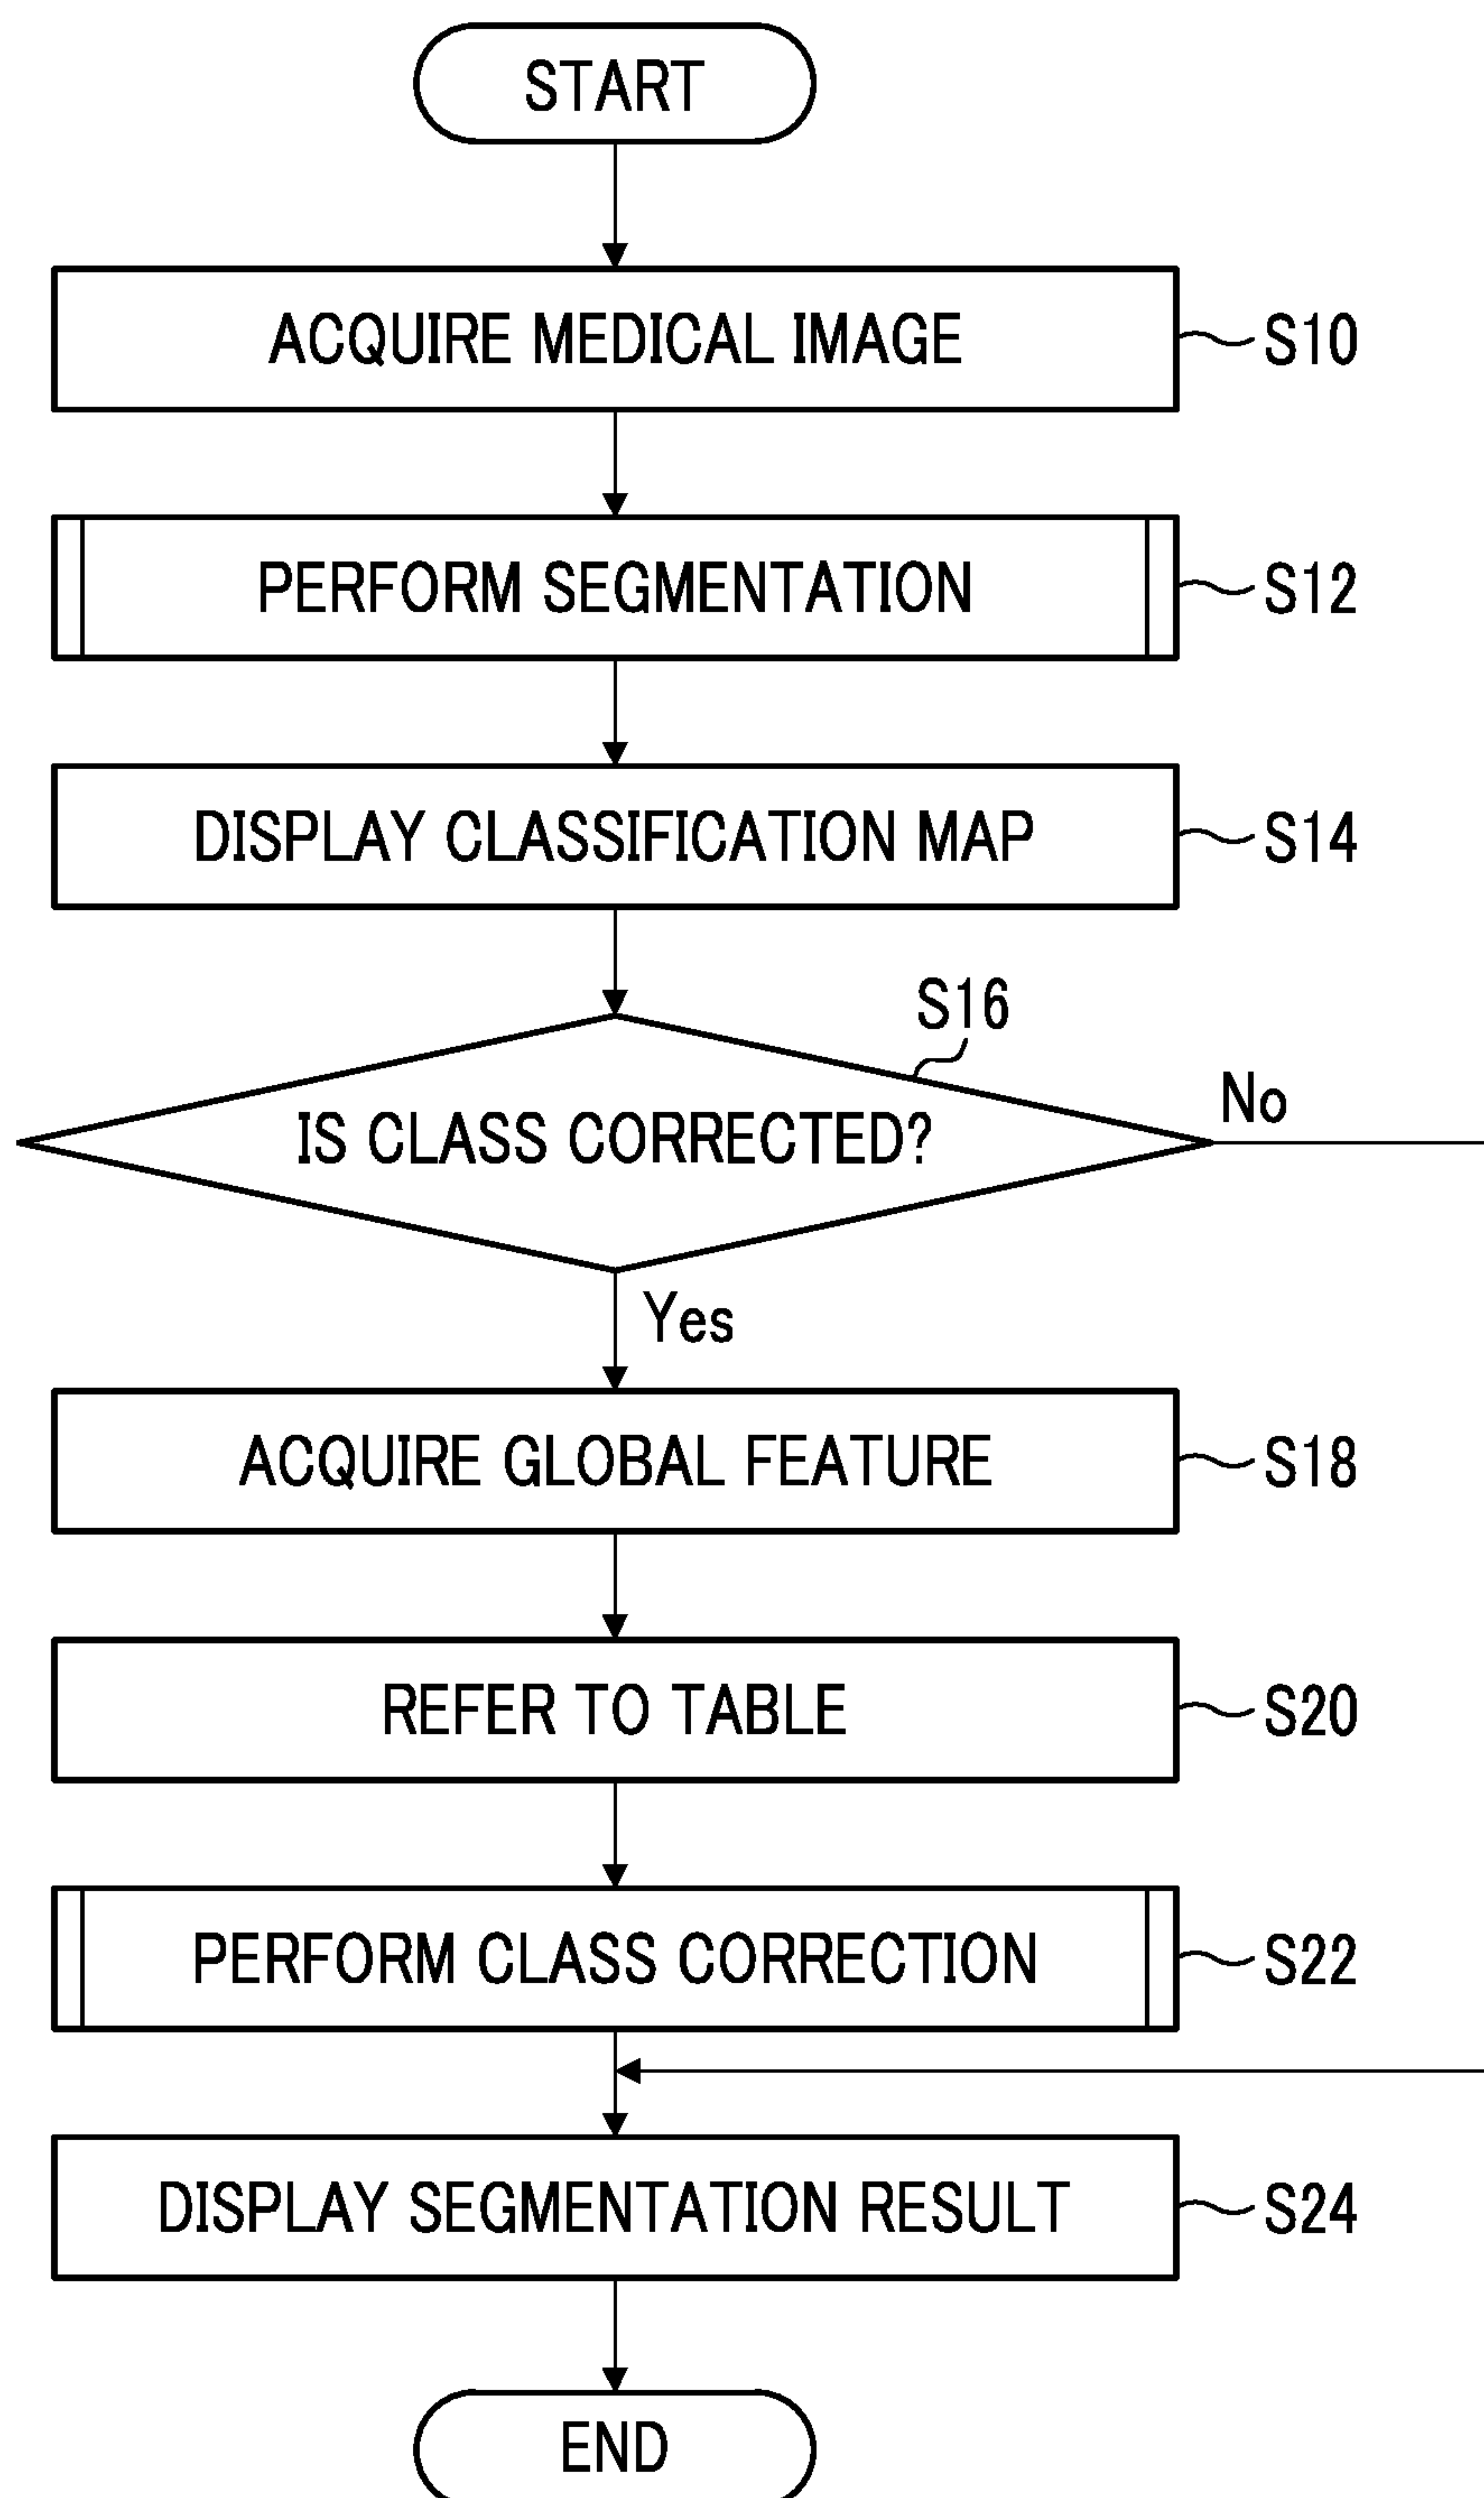 START
ACQUIRE MEDICAL IMAGE
S10
PERFORM SEGMENTATION
S12
DISPLAY CLASSIFICATION MAP
S14
S16
IS CLASS CORRECTED?
No
Yes
ACQUIRE GLOBAL FEATURE
S18
REFER TO TABLE
S20
PERFORM CLASS CORRECTION
S22
DISPLAY SEGMENTATION RESULT
S24
END